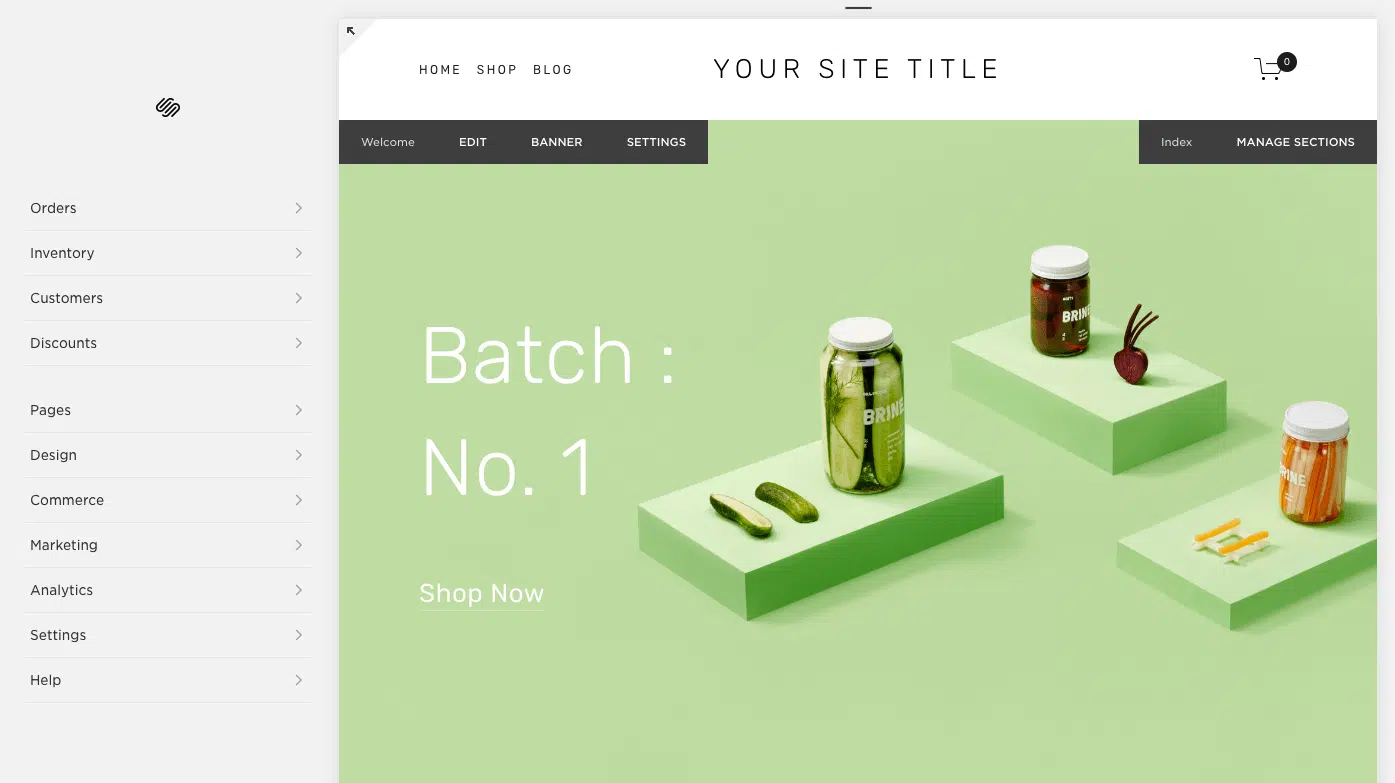 Orders
Inventory
Customers
Discounts
Pages
Design
Commerce
Marketing
Analytics
Settings
Help
HOME SHOP BLOG
YOUR SITE TITLE
0
Welcome EDIT BANNER SETTINGS
Index MANAGE SECTIONS
Batch :
No. 1
Shop Now
BRINE
BRINE
BRINE